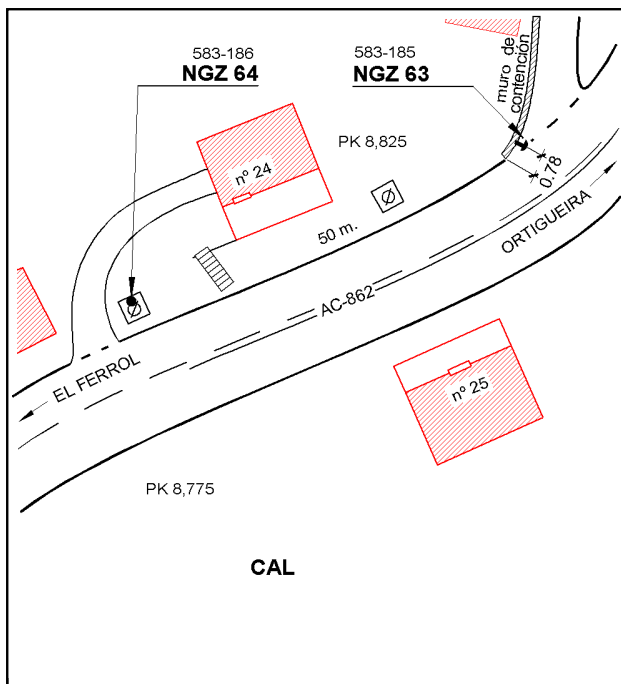 583-186
NGZ 64
583-185
NGZ 63
muro de
contención
PK 8,825
nº 24
0.78
50 m.
ORTIGUEIRA
AC-862
EL FERROL
nº 25
PK 8,775
CAL